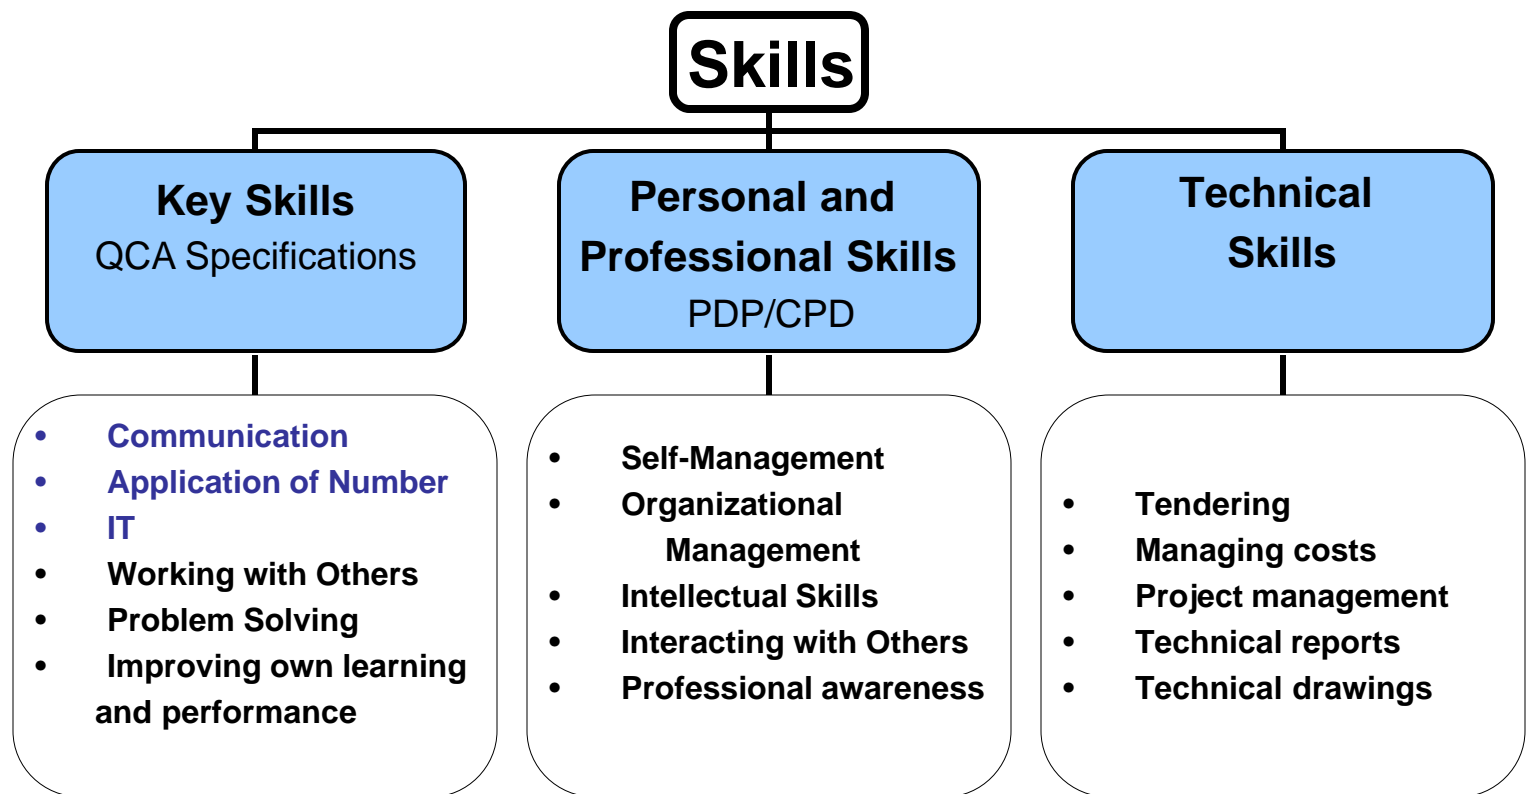 Skills
Key Skills
QCA Specifications
Personal and
Professional Skills
PDP/CPD
Technical
Skills
• Communication
• Application of Number
• IT
• Working with Others
• Problem Solving
• Improving own learning
and performance
• Self-Management
• Organizational
Management
• Intellectual Skills
• Interacting with Others
• Professional awareness
• Tendering
• Managing costs
• Project management
• Technical reports
• Technical drawings